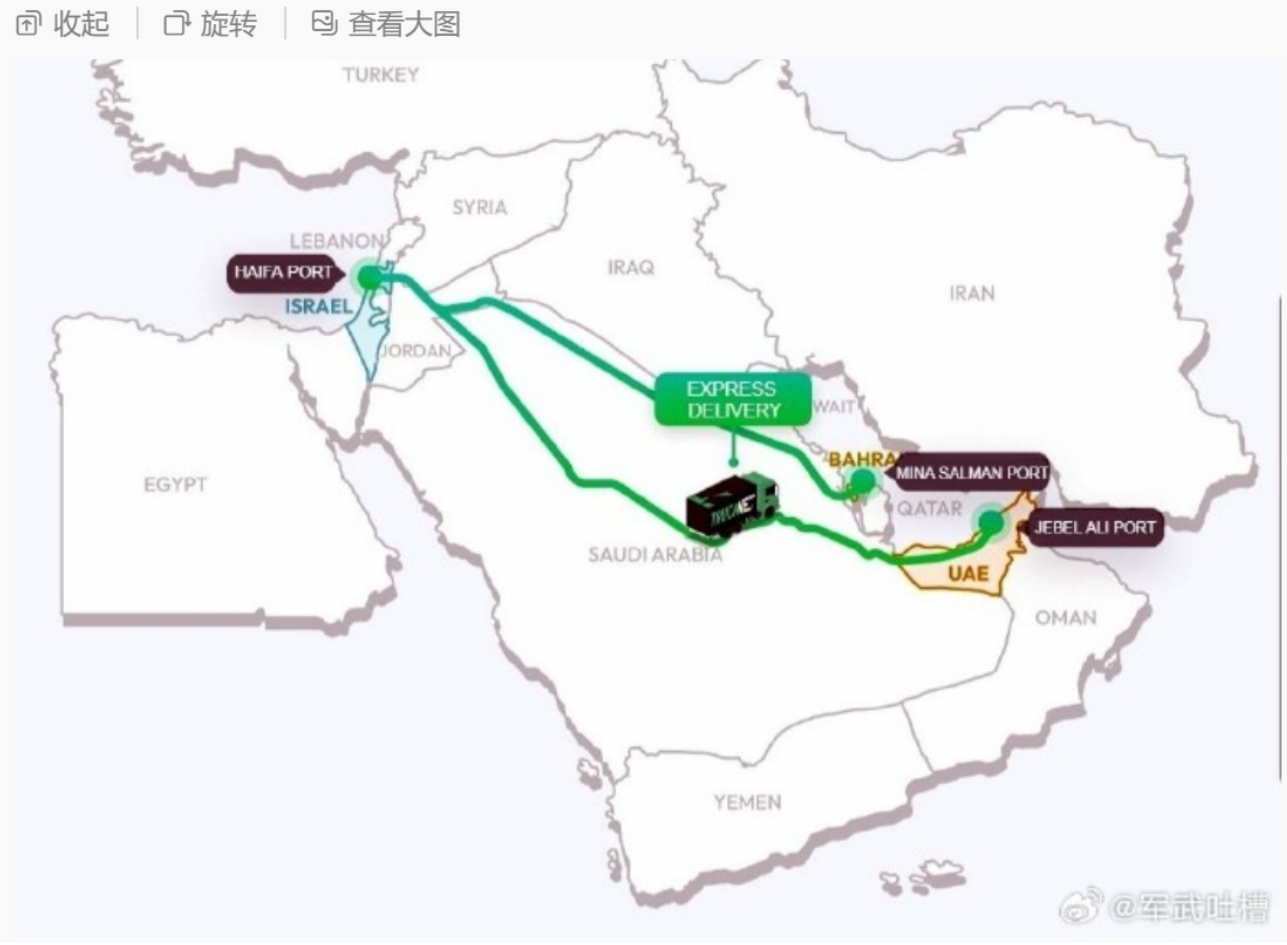 收起
旋转
查看大图
TURKEY
SYRIA
LEBANON
HAIFA PORT
IRAQ
ISRAEL
IRAN
JORDAN
EXPRESS
DELIVERY
WAIT
BAHRA
MINA SALMAN PORT
EGYPT
QATAR
TRUCKNET
JEBEL ALI PORT
SAUDI ARABIA
UAE
OMAN
YEMEN
@军武吐槽